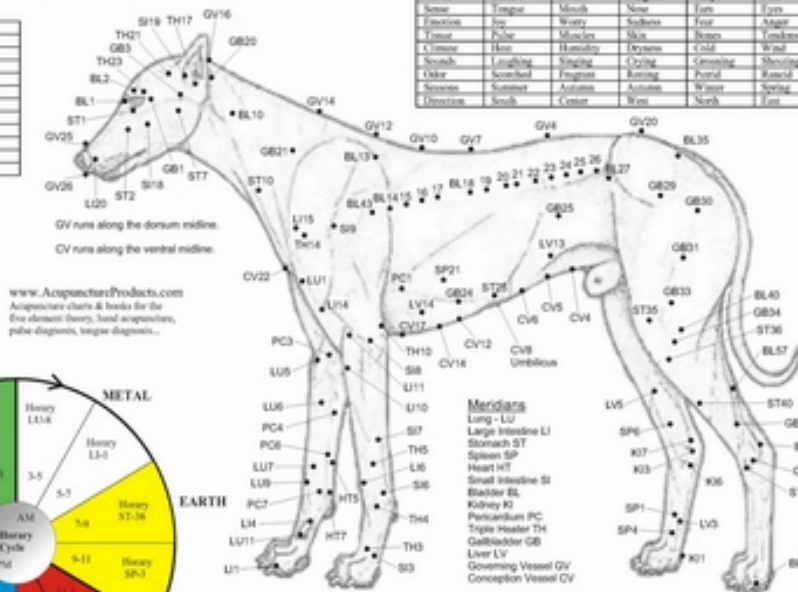 Sense Tongue Mouth Nose Ears Eyes
Emotion Joy Worry Sadness Fear Anger
Tissue Pulse Muscles Skin Bones Tendons
Climate Heat Humidity Dryness Cold Wind
Sounds Laughing Singing Crying Groaning Shouting
Odor Scorched Fragrant Rotting Putrid Rancid
Seasons Summer Autumn Autumn Winter Spring
Direction South Center West North East
GV16
SI19 TH17
TH21
GB3
GB20
TH23
BL2
BL1
ST1
BL10
GV14
GV12
GV10
GV7
GV4
GV20
BL35
GV25
GV26
LI20
ST2
SI18
GB1
ST7
GB21
BL13
ST10
BL43 BL14 15 16 17 BL18 19 20 21 22 23 24 25 26 BL27
GB29
GB30
GV runs along the dorsum midline.
CV runs along the ventral midline.
LI15
TH14
SI9
GB25
LV13
GB31
CV22
LU1
PC1
SP21
GB24
LV14
ST25
LI14
CV17
CV14
CV12
CV8
Umbilicus
CV6
CV5
CV4
GB33
ST35
BL40
GB34
ST36
BL57
www.AcupunctureProducts.com
Acupuncture charts & books for the
five element theory, hand acupuncture,
pulse diagnosis, tongue diagnosis...
PC3
LU5
TH10
SI8
LI11
LI10
LU6
PC4
SI7
PC6
LU7
LU9
PC7
HT5
TH5
LI6
SI6
LI4
LU11
HT7
TH4
TH3
SI3
LI1
LV5
SP6
KI7
KI3
KI6
ST40
SP1
SP4
LV3
KI1
METAL
Horary
LU-8
Horary
LI-1
3-5
5-7
EARTH
Horary
ST-36
7-9
9-11
Horary
SP-3
AM
Horary
Cycle
PM
Meridians
Lung - LU
Large Intestine LI
Stomach ST
Spleen SP
Heart HT
Small Intestine SI
Bladder BL
Kidney KI
Pericardium PC
Triple Heater TH
Gallbladder GB
Liver LV
Governing Vessel GV
Conception Vessel CV